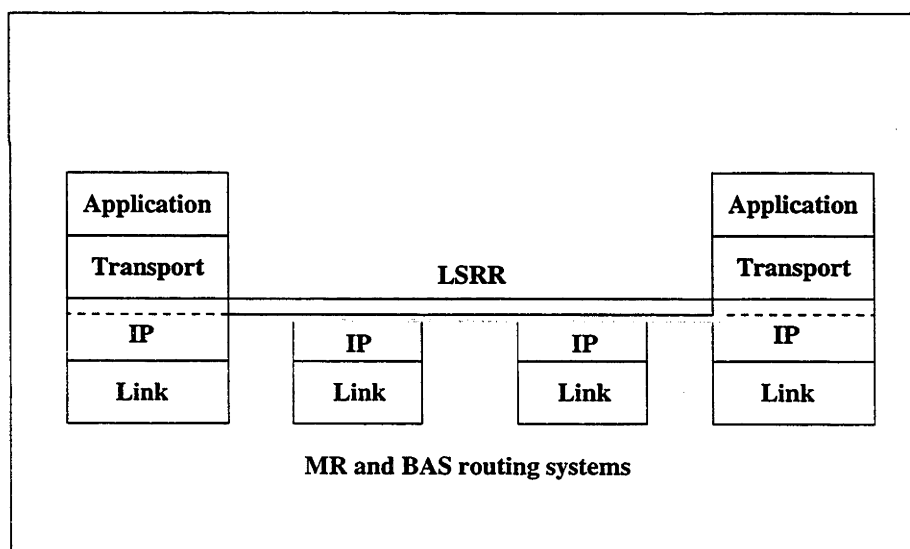 Application
Application
Transport
Transport
LSRR
IP
IP
IP
IP
Link
Link
Link
Link
MR and BAS routing systems